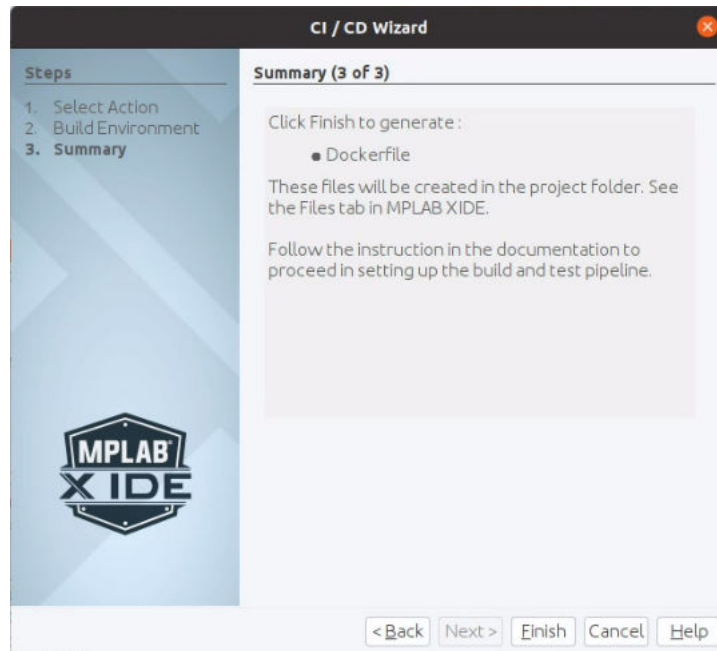 CI / CD Wizard
Steps
1. Select Action
2. Build Environment
3. Summary
Summary (3 of 3)
Click Finish to generate :
● Dockerfile
These files will be created in the project folder. See
the Files tab in MPLAB XIDE.
Follow the instruction in the documentation to
proceed in setting up the build and test pipeline.
MPLAB
X IDE
< Back Next > Finish Cancel Help